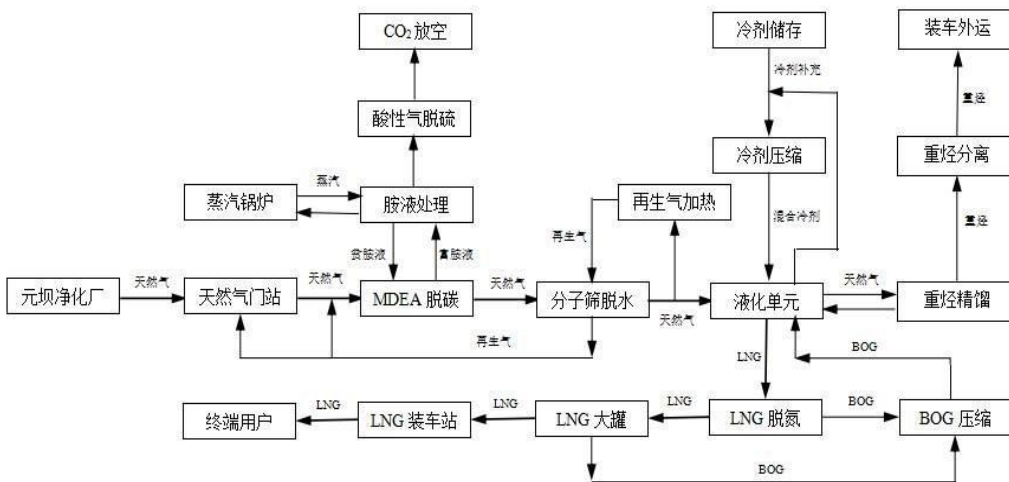 CO2 放空
冷剂储存
装车外运
冷剂补充
重烃
酸性气脱硫
冷剂压缩
重烃分离
蒸汽
蒸汽锅炉
胺液处理
再生气加热
混合冷剂
重烃
再生气
贫胺液
富胺液
天然气
天然气
天然气
天然气
元坝净化厂
天然气门站
MDEA 脱碳
分子筛脱水
液化单元
重烃精馏
天然气
再生气
LNG
BOG
LNG
LNG
LNG
BOG
终端用户
LNG 装车站
LNG 大罐
LNG 脱氮
BOG 压缩
BOG